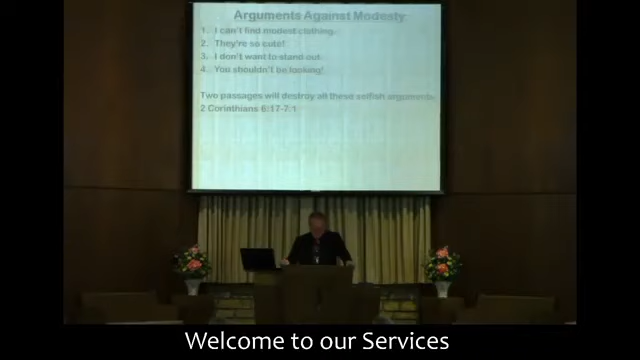 Arguments Against Modesty:
1. I can't find modest clothing.
2. They're so cute!
3. I don't want to stand out.
4. You shouldn't be looking!
Two passages will destroy all these selfish arguments:
2 Corinthians 6:17-7:1
Welcome to our Services